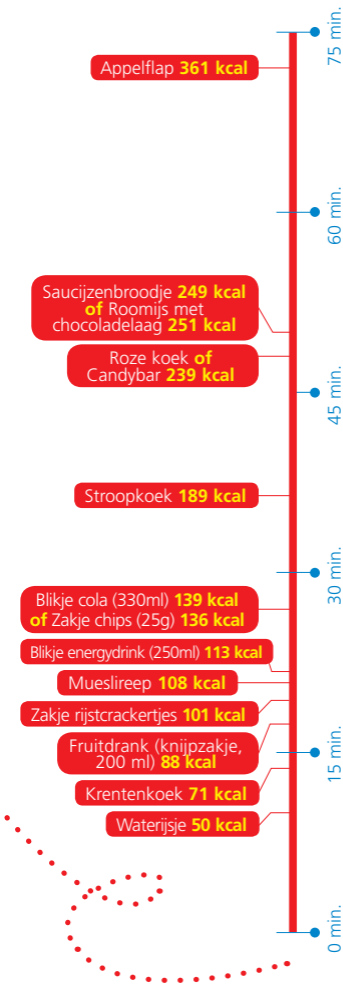 75 min.
Appelflap 361 kcal
60 min.
Saucijzenbroodje 249 kcal
of Roomijs met
chocoladelaag 251 kcal
Roze koek of
Candybar 239 kcal
45 min.
Stroopkoek 189 kcal
30 min.
Blikje cola (330ml) 139 kcal
of Zakje chips (25g) 136 kcal
Blikje energydrink (250ml) 113 kcal
Mueslireep 108 kcal
Zakje rijstcrackertjes 101 kcal
Fruitdrank (knijpzakje,
200 ml) 88 kcal
15 min.
Krentenkoek 71 kcal
Waterijsje 50 kcal
0 min.